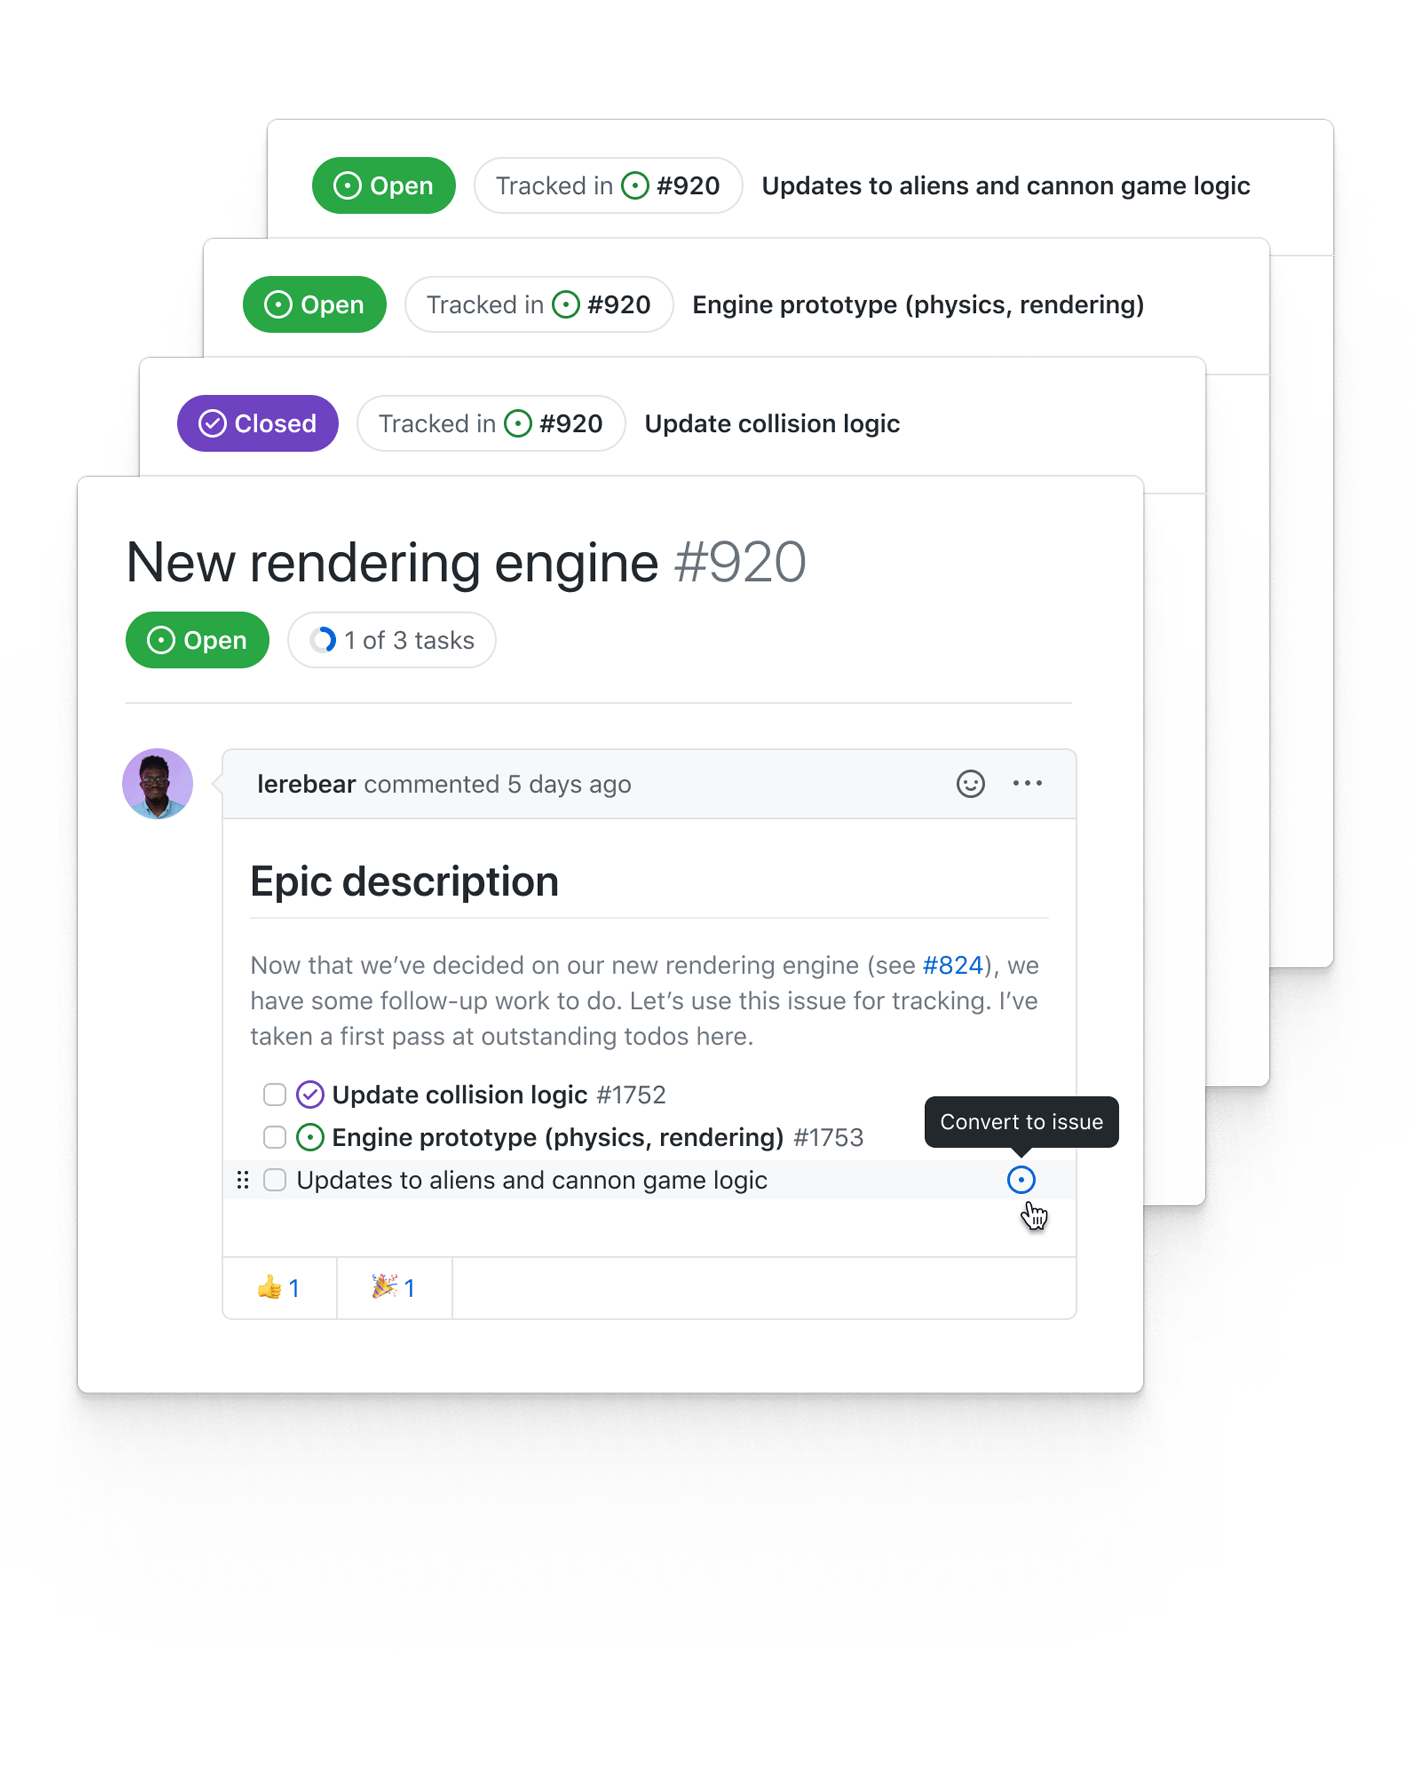 Open Tracked in #920 Updates to aliens and cannon game logic
Open Tracked in #920 Engine prototype (physics, rendering)
Closed Tracked in #920 Update collision logic
New rendering engine #920
Open 1 of 3 tasks
lerebear commented 5 days ago
Epic description
Now that we’ve decided on our new rendering engine (see #824), we
have some follow-up work to do. Let’s use this issue for tracking. I’ve
taken a first pass at outstanding todos here.
Update collision logic #1752
Convert to issue
Engine prototype (physics, rendering) #1753
Updates to aliens and cannon game logic
👍 1 🎉 1